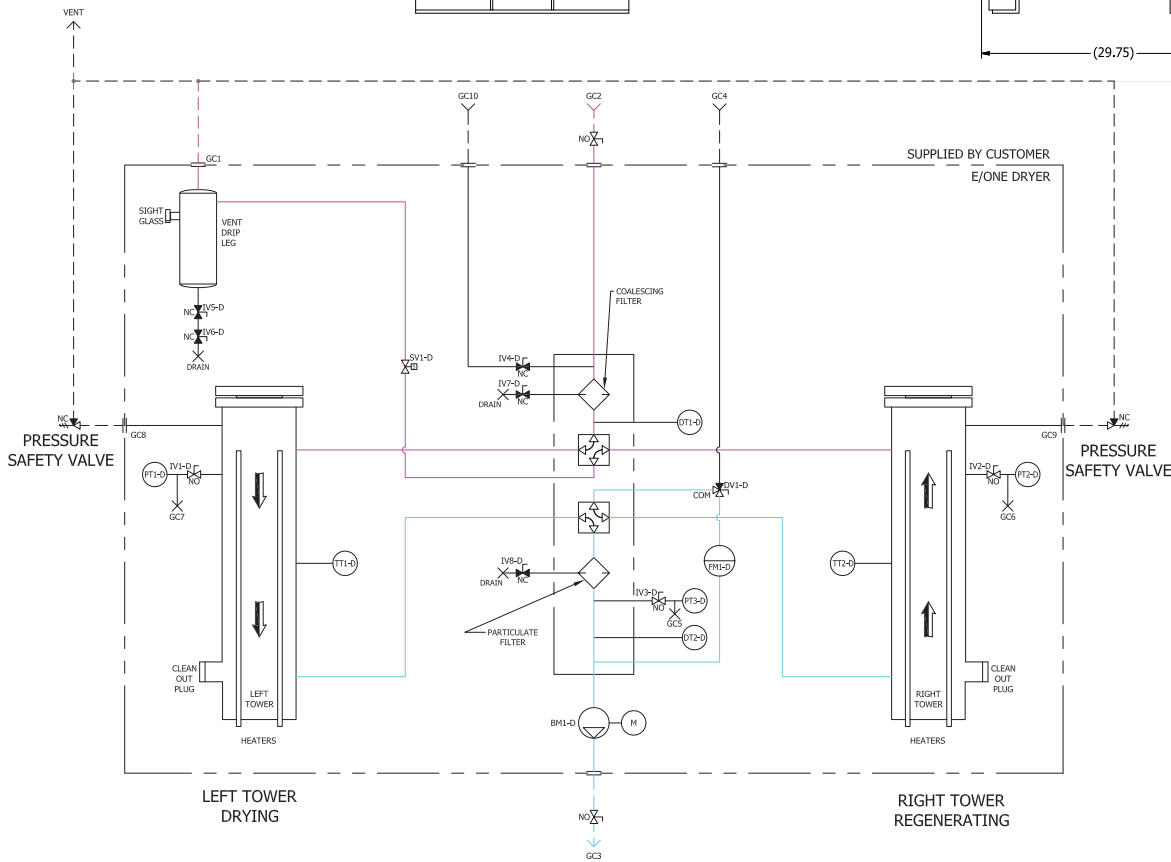 VENT
(29.75)
GC10
GC2
GC4
NO
GC1
SUPPLIED BY CUSTOMER
E/ONE DRYER
SIGHT
GLASS
VENT
DRIP
LEG
COALESCING
FILTER
NC
IV5-D
NC
IV6-D
DRAIN
SV1-D
S
IV4-D
NC
IV7-D
DRAIN
NC
DT1-D
NC
GC8
PRESSURE
SAFETY VALVE
NC
GC9
PRESSURE
SAFETY VALVE
PT1-D
IV1-D
NO
GC7
IV2-D
NO
PT2-D
GC6
DV1-D
COM
TT1-D
FM1-D
TT2-D
IV8-D
DRAIN
NC
IV3-D
NO
PT3-D
GC5
DT2-D
PARTICULATE
FILTER
CLEAN
OUT
PLUG
LEFT
TOWER
RIGHT
TOWER
CLEAN
OUT
PLUG
BM1-D
M
HEATERS
HEATERS
LEFT TOWER
DRYING
RIGHT TOWER
REGENERATING
NO
GC3